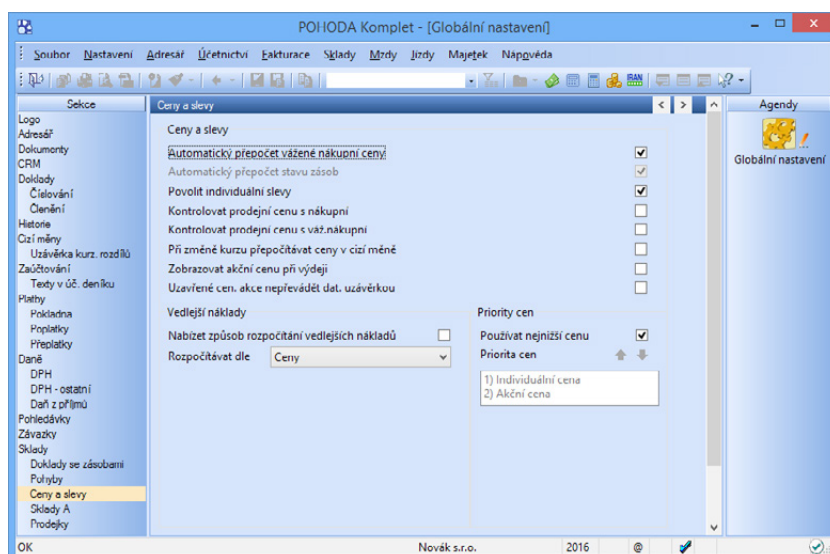 POHODA Komplet - [Globální nastavení]
Soubor Nastavení Adresář Účetnictví Fakturace Sklady Mzdy Jízdy Majetek Nápověda
IBAN
Sekce
Logo
Adresář
Dokumenty
CRM
Doklady
Číslování
Členění
Historie
Cizí měny
Uzávěrka kurz. rozdílů
Zaúčtování
Texty v úč. deníku
Platby
Pokladna
Poplatky
Přeplatky
Daně
DPH
DPH - ostatní
Daň z příjmů
Pohledávky
Závazky
Sklady
Doklady se zásobami
Pohyby
Ceny a slevy
Sklady A
Prodejky
Ceny a slevy
Ceny a slevy
Automatický přepočet vážené nákupní ceny
Automatický přepočet stavu zásob
Povolit individuální slevy
Kontrolovat prodejní cenu s nákupní
Kontrolovat prodejní cenu s váž.nákupní
Při změně kurzu přepočítávat ceny v cizí měně
Zobrazovat akční cenu při výdeji
Uzavřené cen. akce nepřevádět dat. uzávěrkou
Vedlejší náklady
Nabízet způsob rozpočítání vedlejších nákladů
Rozpočítávat dle Ceny
Priority cen
Používat nejnižší cenu
Priorita cen
1) Individuální cena
2) Akční cena
Agendy
Globální nastavení
OK Novák s.r.o. 2016 @